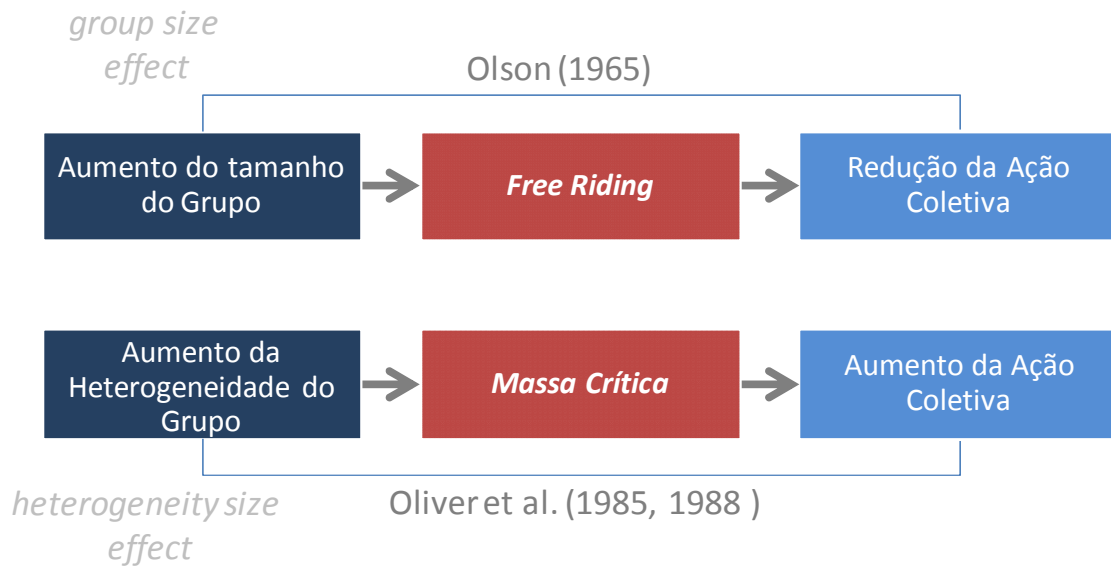 group size
effect
Olson (1965)
Aumento do tamanho
do Grupo
Free Riding
Redução da Ação
Coletiva
Aumento da
Heterogeneidade do
Grupo
Massa Crítica
Aumento da Ação
Coletiva
heterogeneity size
effect
Oliver et al. (1985, 1988 )